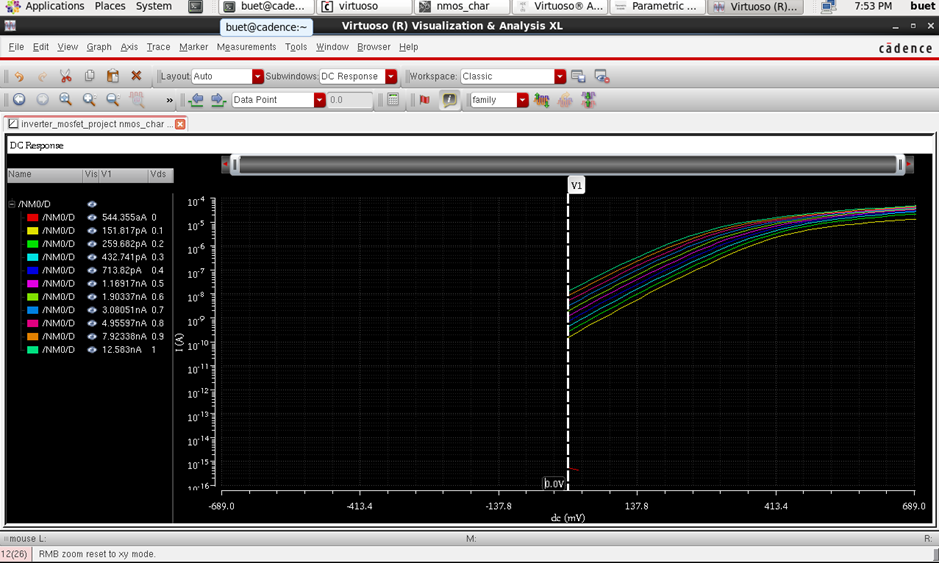 Applications Places System buet@cade... virtuoso nmos_char Virtuoso® A... Parametric ... Virtuoso (R)... 7:53 PM buet
buet@cadence:~
Virtuoso (R) Visualization & Analysis XL
File Edit View Graph Axis Trace Marker Measurements Tools Window Browser Help
cādence
Layout: Auto Subwindows: DC Response Workspace: Classic
» Data Point 0.0 family
inverter_mosfet_project nmos_char ...
DC Response
Name Vis V1 Vds
V1
/NM0/D
/NM0/D 544.355aA 0
/NM0/D 151.817pA 0.1
/NM0/D 259.682pA 0.2
/NM0/D 432.741pA 0.3
/NM0/D 713.82pA 0.4
/NM0/D 1.16917nA 0.5
/NM0/D 1.90337nA 0.6
/NM0/D 3.08051nA 0.7
/NM0/D 4.95597nA 0.8
/NM0/D 7.92338nA 0.9
/NM0/D 12.583nA 1
I (A)
10-4
10-5
10-6
10-7
10-8
10-9
10-10
10-11
10-12
10-13
10-14
10-15
10-16
0.0V
-689.0 -413.4 -137.8 137.8 413.4 689.0
dc (mV)
mouse L: M: R:
12(26) RMB zoom reset to xy mode.